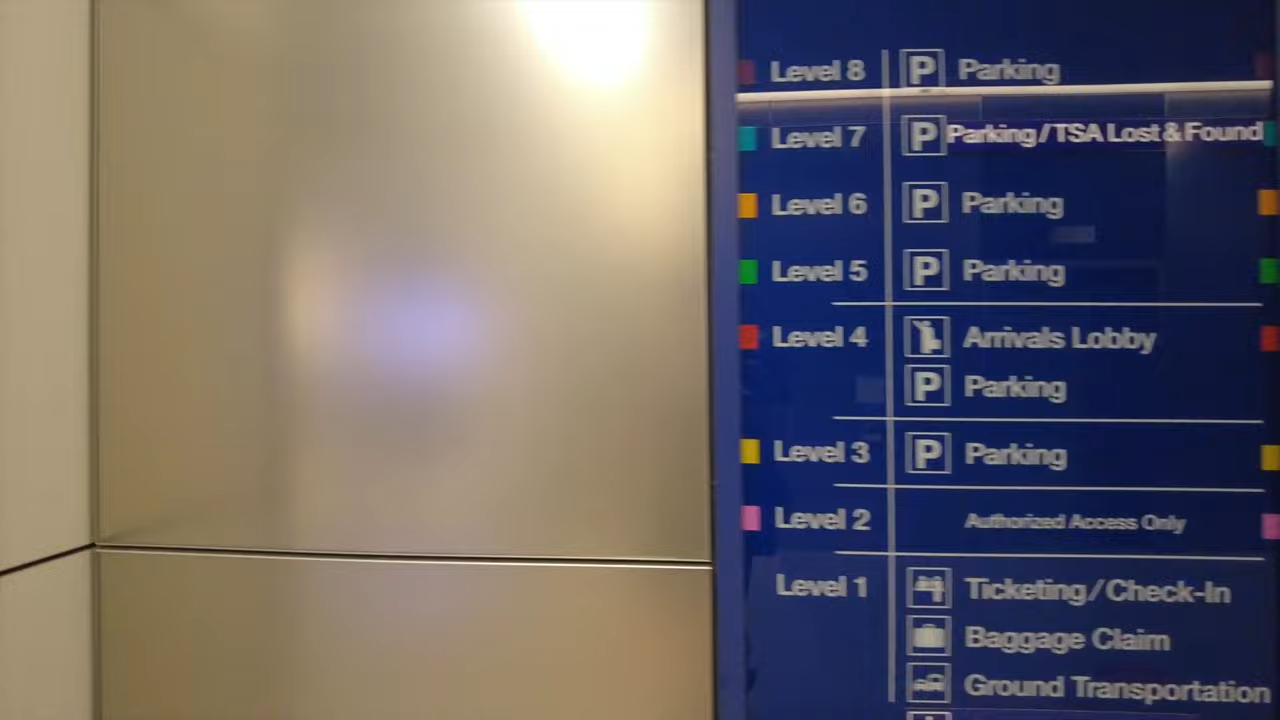 Level 8 P Parking
Level 7 P Parking/TSA Lost & Found
Level 6 P Parking
Level 5 P Parking
Level 4 Arrivals Lobby
P Parking
Level 3 P Parking
Level 2 Authorized Access Only
Level 1 Ticketing/Check-In
Baggage Claim
Ground Transportation